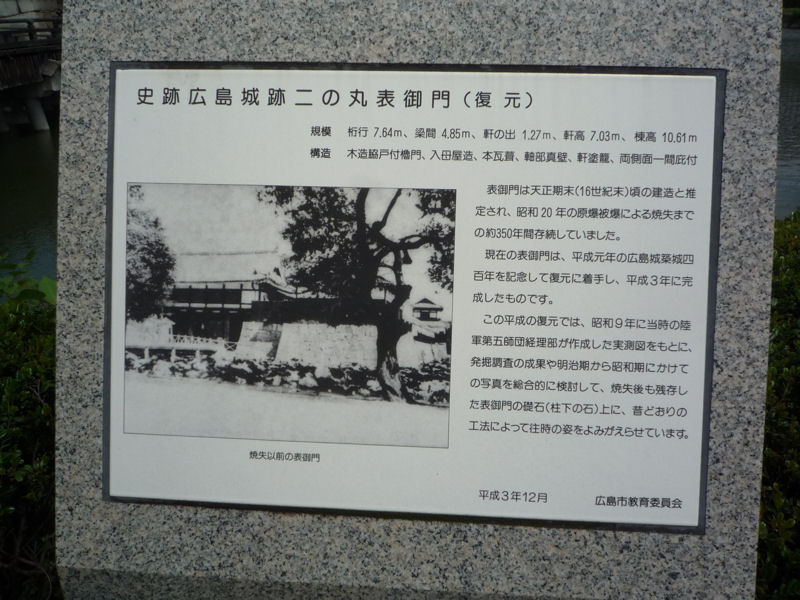 史跡広島城跡二の丸表御門（復元）
規模　桁行 7.64m、梁間 4.85m、軒の出 1.27m、軒高 7.03m、棟高 10.61m
構造　木造脇戸付櫓門、入母屋造、本瓦葺、軸部真壁、軒塗籠、両側面一間庇付
表御門は天正期末（16世紀末）頃の建造と推
定され、昭和 20 年の原爆被爆による焼失まで
の約350年間存続していました。
現在の表御門は、平成元年の広島城築城四
百年を記念して復元に着手し、平成３年に完
成したものです。
この平成の復元では、昭和９年に当時の陸
軍第五師団経理部が作成した実測図をもとに、
発掘調査の成果や明治期から昭和期にかけて
の写真を総合的に検討して、焼失後も残存し
た表御門の礎石（柱下の石）上に、昔どおりの
工法によって往時の姿をよみがえらせています。
焼失以前の表御門
平成３年12月　広島市教育委員会